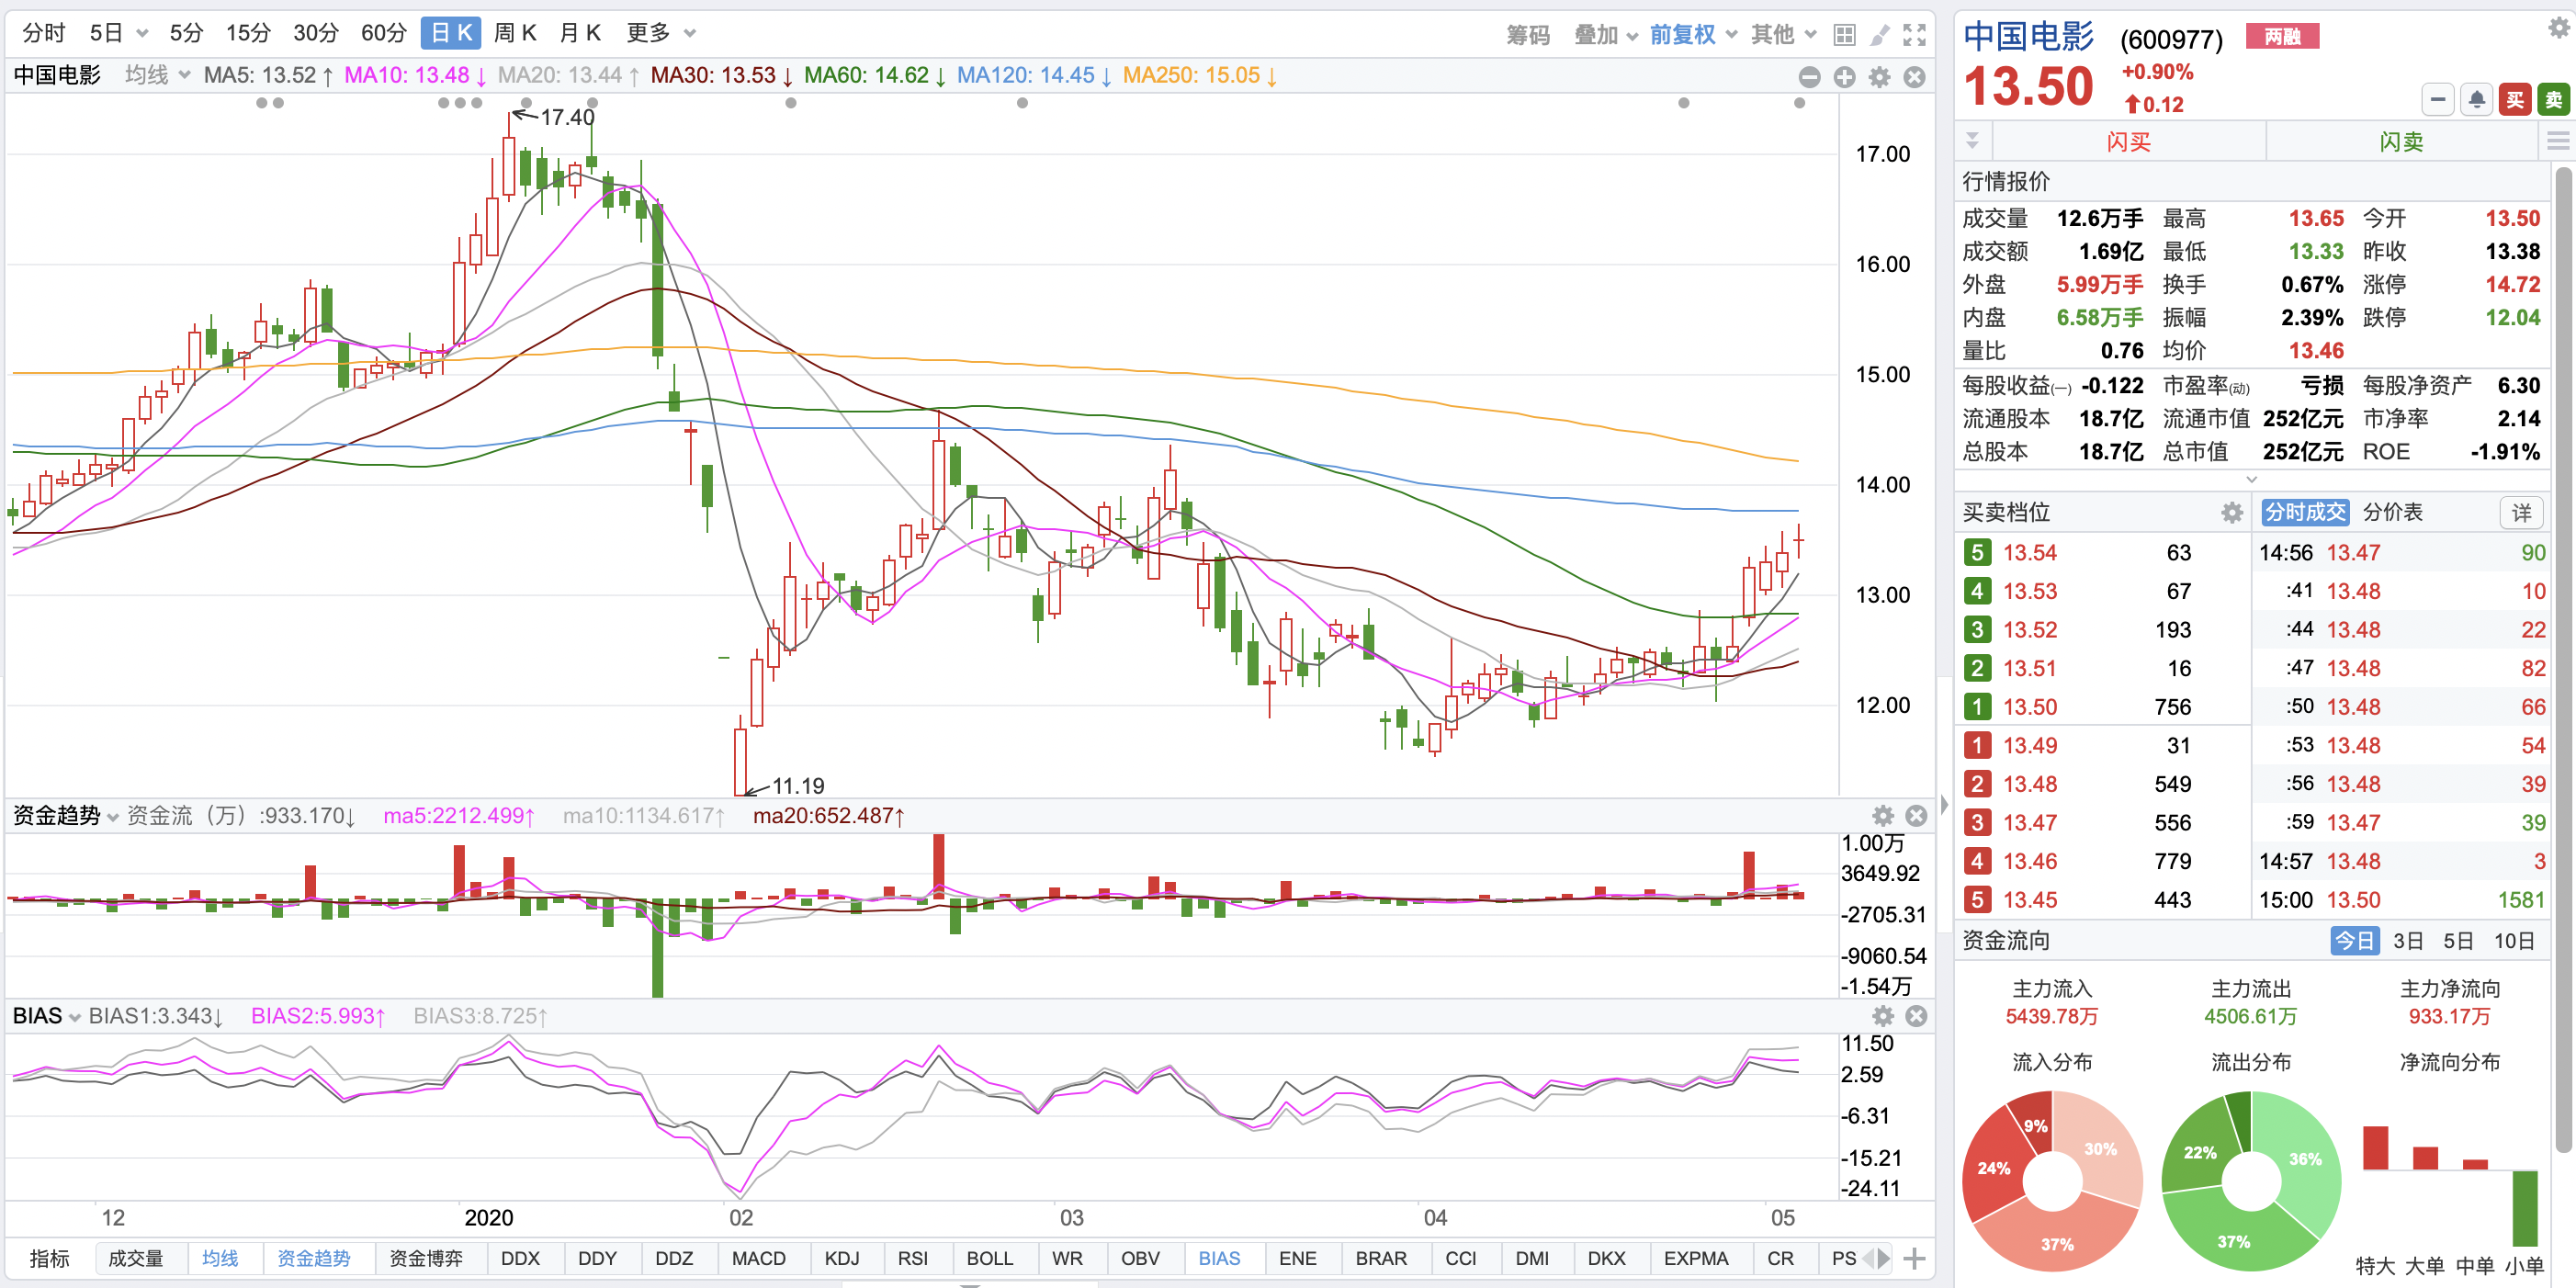 分时 5日 5分 15分 30分 60分 日K 周K 月K 更多 筹码 叠加 前复权 其他
中国电影 均线 MA5: 13.52↑ MA10: 13.48↓ MA20: 13.44↑ MA30: 13.53↓ MA60: 14.62↓ MA120: 14.45↓ MA250: 15.05↓
17.40
17.00
16.00
15.00
14.00
13.00
12.00
11.19
资金趋势 资金流（万）:933.170↓ ma5:2212.499↑ ma10:1134.617↑ ma20:652.487↑
1.00万
3649.92
-2705.31
-9060.54
-1.54万
BIAS BIAS1:3.343↓ BIAS2:5.993↑ BIAS3:8.725↑
11.50
2.59
-6.31
-15.21
-24.11
12 2020 02 03 04 05
指标 成交量 均线 资金趋势 资金博弈 DDX DDY DDZ MACD KDJ RSI BOLL WR OBV BIAS ENE BRAR CCI DMI DKX EXPMA CR PS
中国电影 (600977) 两融
13.50 +0.90%
0.12
买 卖
闪买 闪卖
行情报价
成交量 12.6万手 最高 13.65 今开 13.50
成交额 1.69亿 最低 13.33 昨收 13.38
外盘 5.99万手 换手 0.67% 涨停 14.72
内盘 6.58万手 振幅 2.39% 跌停 12.04
量比 0.76 均价 13.46
每股收益(一) -0.122 市盈率(动) 亏损 每股净资产 6.30
流通股本 18.7亿 流通市值 252亿元 市净率 2.14
总股本 18.7亿 总市值 252亿元 ROE -1.91%
买卖档位 分时成交 分价表 详
5 13.54 63 14:56 13.47 90
4 13.53 67 :41 13.48 10
3 13.52 193 :44 13.48 22
2 13.51 16 :47 13.48 82
1 13.50 756 :50 13.48 66
1 13.49 31 :53 13.48 54
2 13.48 549 :56 13.48 39
3 13.47 556 :59 13.47 39
4 13.46 779 14:57 13.48 3
5 13.45 443 15:00 13.50 1581
资金流向 今日 3日 5日 10日
主力流入 主力流出 主力净流向
5439.78万 4506.61万 933.17万
流入分布 流出分布 净流向分布
9% 30% 24% 37%
22% 36% 37%
特大 大单 中单 小单